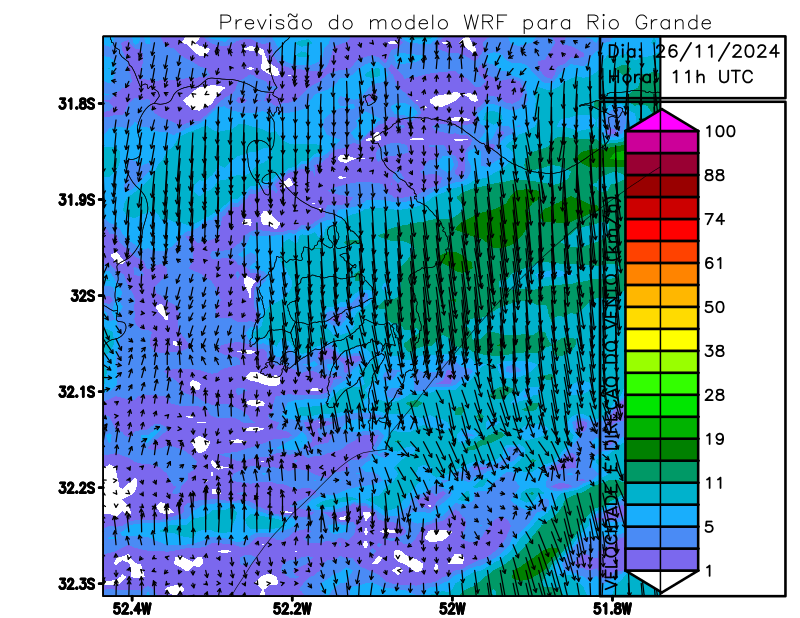 Previsão do modelo WRF para Rio Grande
Dia: 26/11/2024
Hora: 11h UTC
31.8S
31.9S
32S
32.1S
32.2S
32.3S
52.4W
52.2W
52W
51.8W
VELOCIDADE E DIREÇÃO DO VENTO (km/h)
100
88
74
61
50
38
28
19
11
5
1